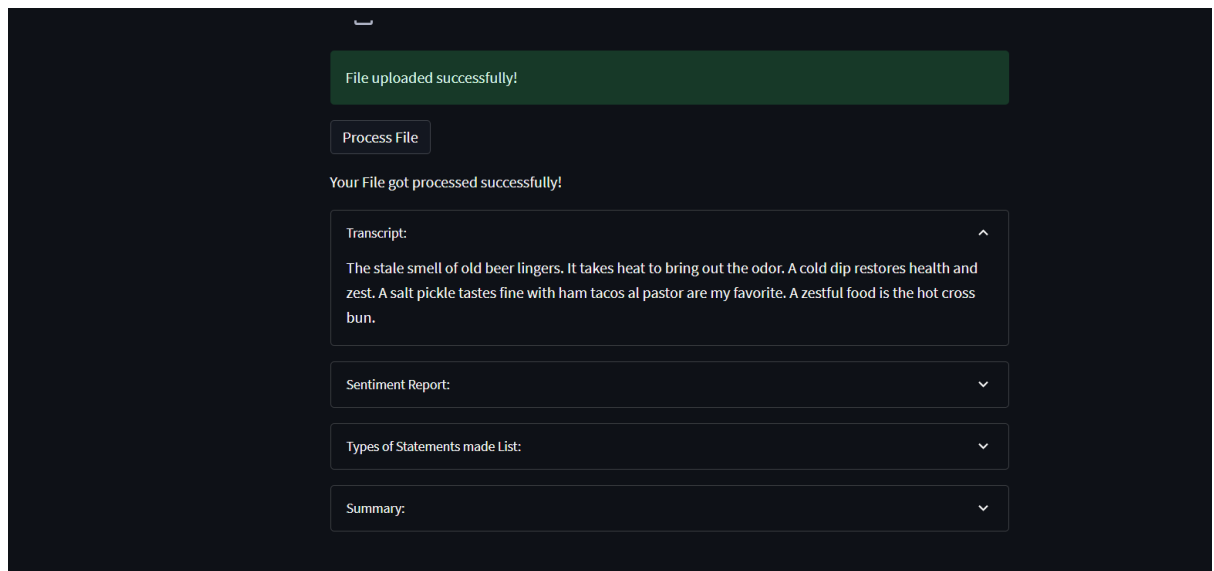 File uploaded successfully!
Process File
Your File got processed successfully!
Transcript:
The stale smell of old beer lingers. It takes heat to bring out the odor. A cold dip restores health and
zest. A salt pickle tastes fine with ham tacos al pastor are my favorite. A zestful food is the hot cross
bun.
Sentiment Report:
Types of Statements made List:
Summary: